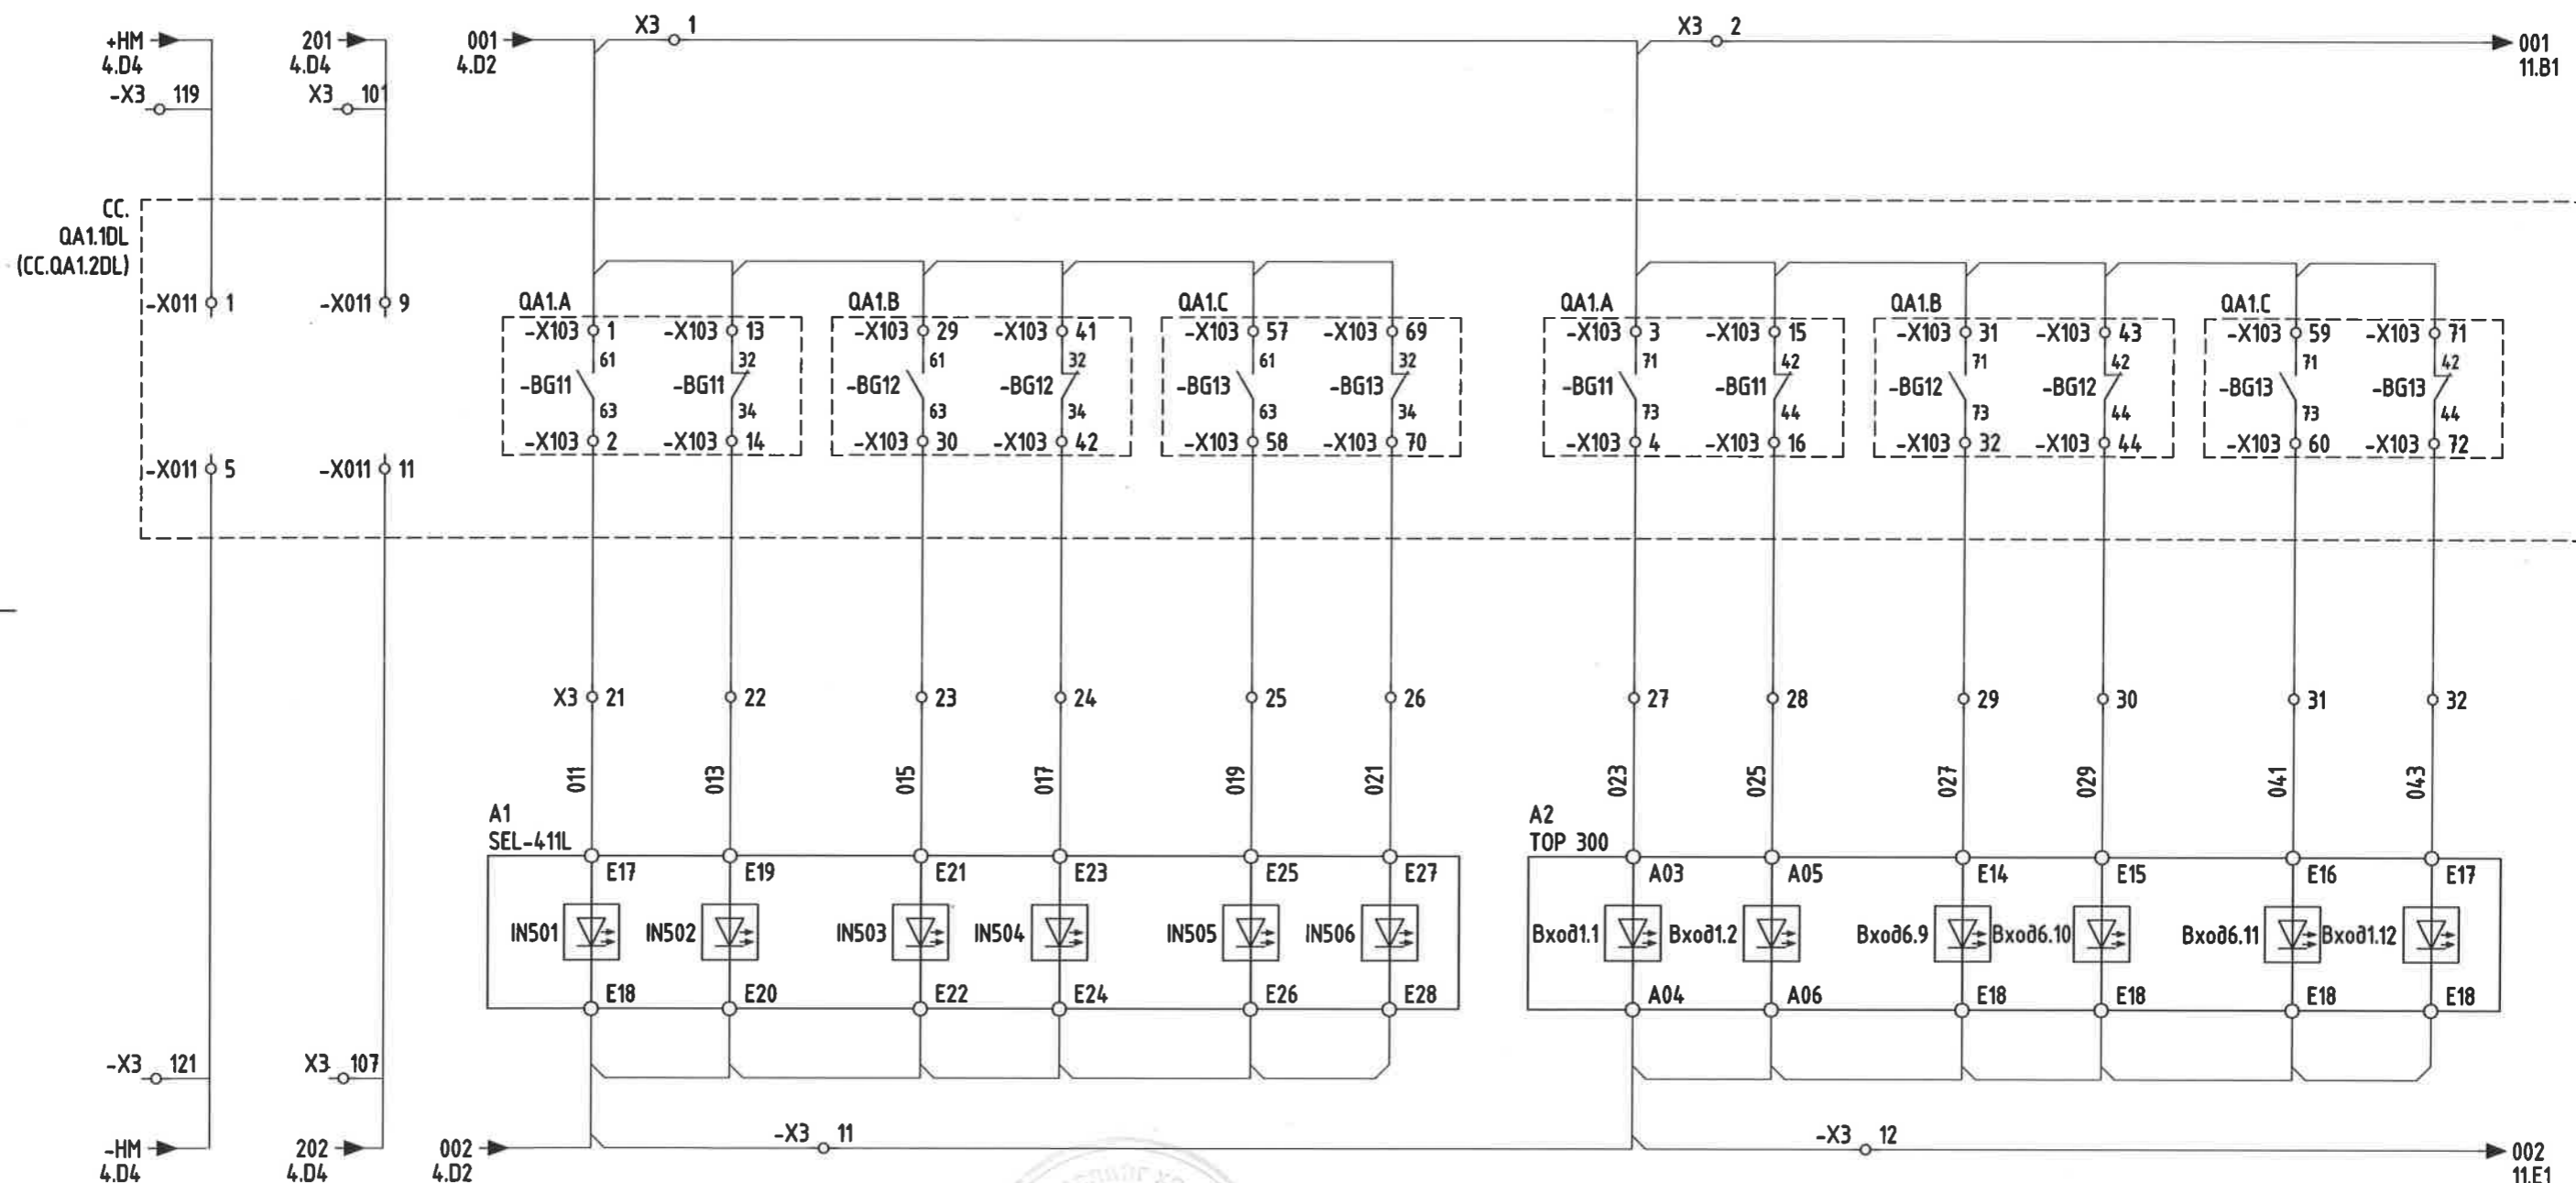 +HM
4.D4
201
4.D4
001
4.D2
X3 1
X3 2
001
11.B1
-X3 119
X3 101
CC.
QA1.1DL
(CC.QA1.2DL)
-X011 1
-X011 9
QA1.A
QA1.B
QA1.C
QA1.A
QA1.B
QA1.C
-X103 1
-X103 13
-X103 29
-X103 41
-X103 57
-X103 69
-X103 3
-X103 15
-X103 31
-X103 43
-X103 59
-X103 71
61
32
61
32
61
32
71
42
71
42
71
42
-BG11
-BG11
-BG12
-BG12
-BG13
-BG13
-BG11
-BG11
-BG12
-BG12
-BG13
-BG13
63
34
63
34
63
34
73
44
73
44
73
44
-X103 2
-X103 14
-X103 30
-X103 42
-X103 58
-X103 70
-X103 4
-X103 16
-X103 32
-X103 44
-X103 60
-X103 72
-X011 5
-X011 11
X3 21
22
23
24
25
26
27
28
29
30
31
32
011
013
015
017
019
021
023
025
027
029
041
043
A1
SEL-411L
A2
TOP 300
E17
E19
E21
E23
E25
E27
A03
A05
E14
E15
E16
E17
IN501
IN502
IN503
IN504
IN505
IN506
Вход1.1
Вход1.2
Вход6.9
Вход6.10
Вход6.11
Вход1.12
E18
E20
E22
E24
E26
E28
A04
A06
E18
E18
E18
E18
-X3 121
X3 107
-X3 11
-X3 12
-HM
4.D4
202
4.D4
002
4.D2
002
11.E1